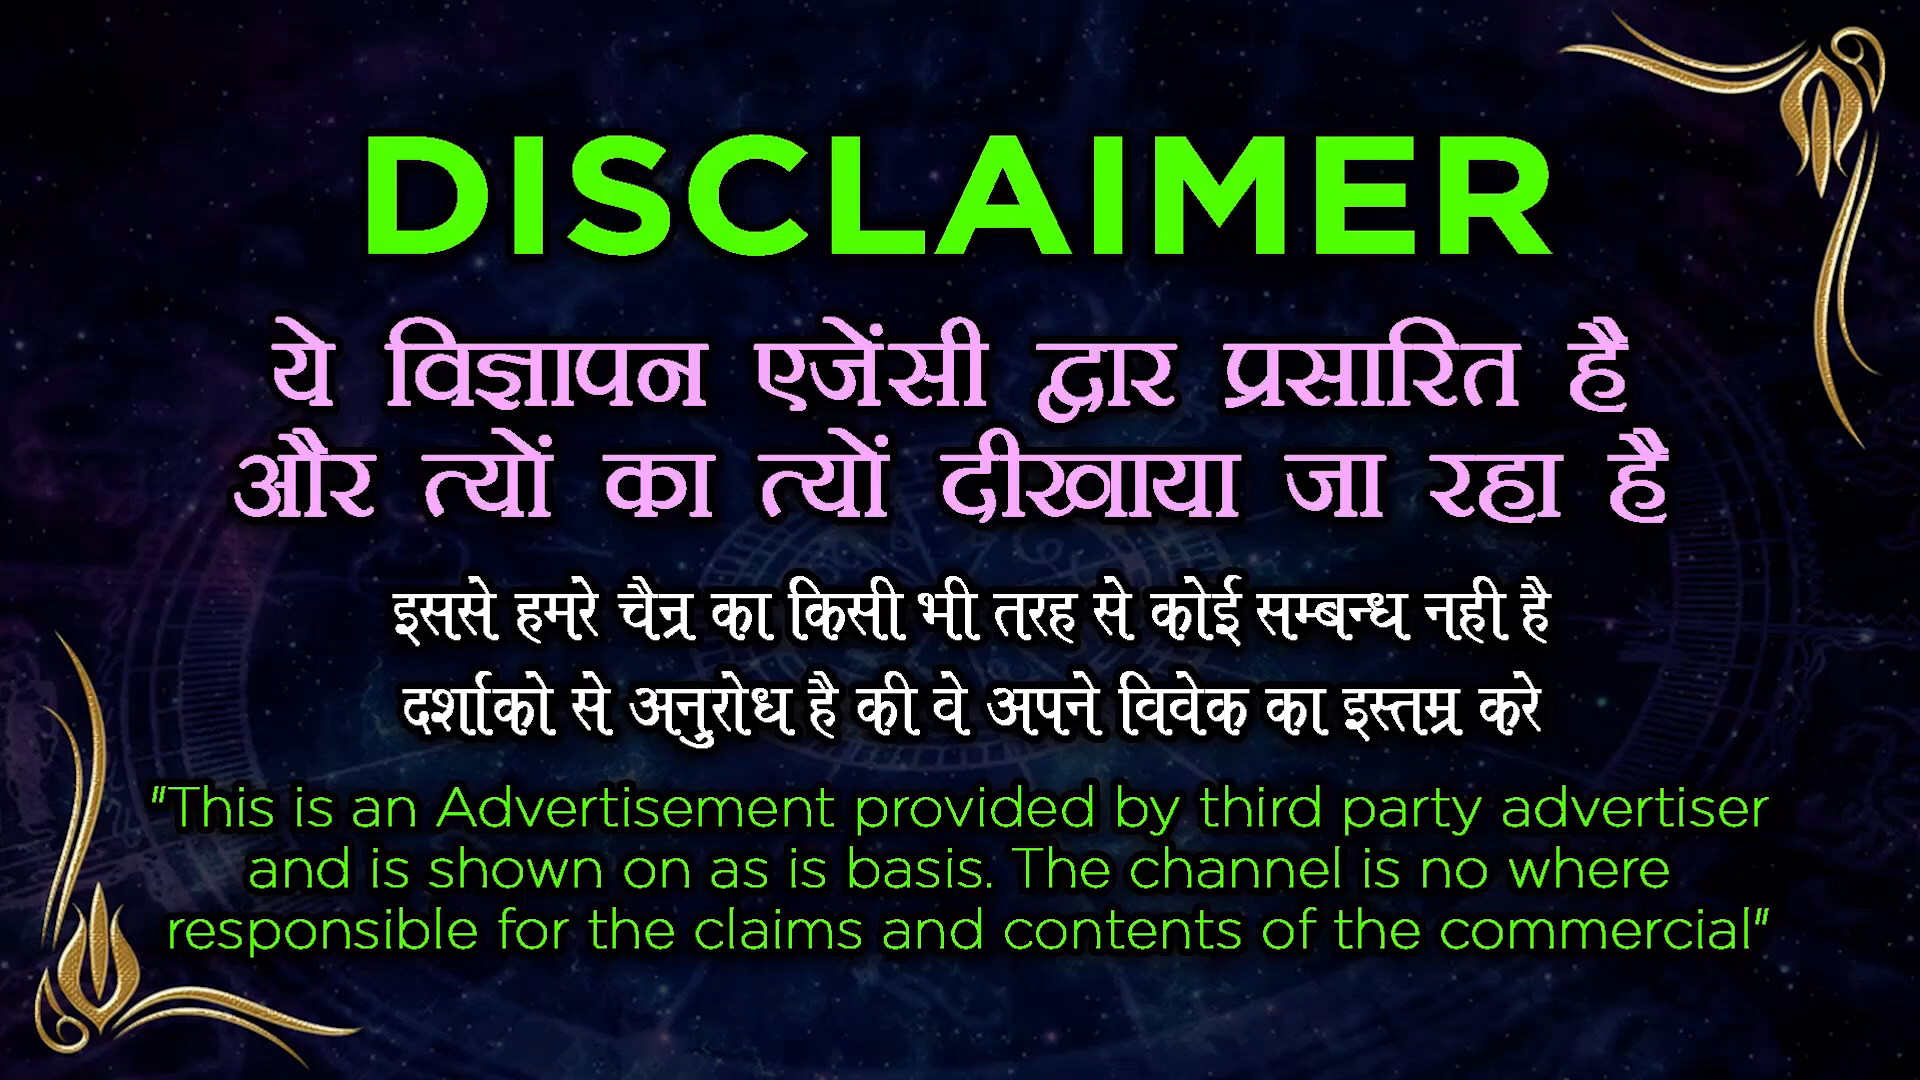 DISCLAIMER
ये विज्ञापन एजेंसी द्वार प्रसारित है
और त्यों का त्यों दीखाया जा रहा है
इससे हमरे चैन्र का किसी भी तरह से कोई सम्बन्ध नही है
दर्शाको से अनुरोध है की वे अपने विवेक का इस्तम्र करे
"This is an Advertisement provided by third party advertiser
and is shown on as is basis. The channel is no where
responsible for the claims and contents of the commercial"